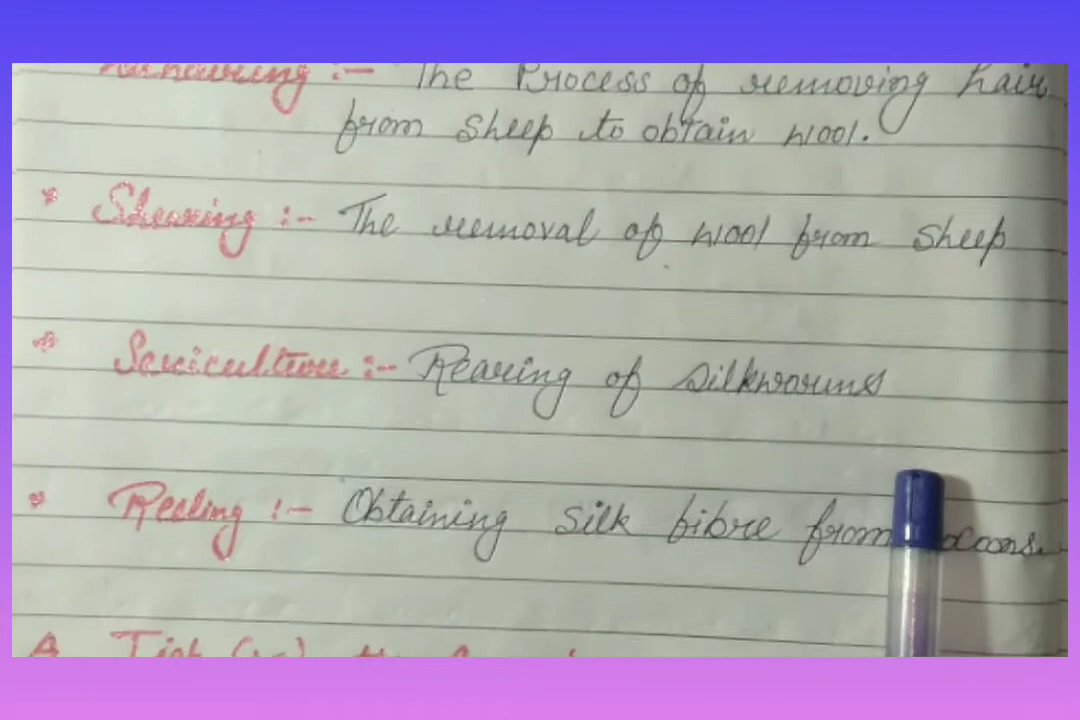 :- The Process of removing hair
from Sheep to obtain wool.
* Shearing :- The removal of wool from Sheep
* Sericulture :- Rearing of silkworms
* Reeling :- Obtaining Silk fibre from
A Tick (✓)